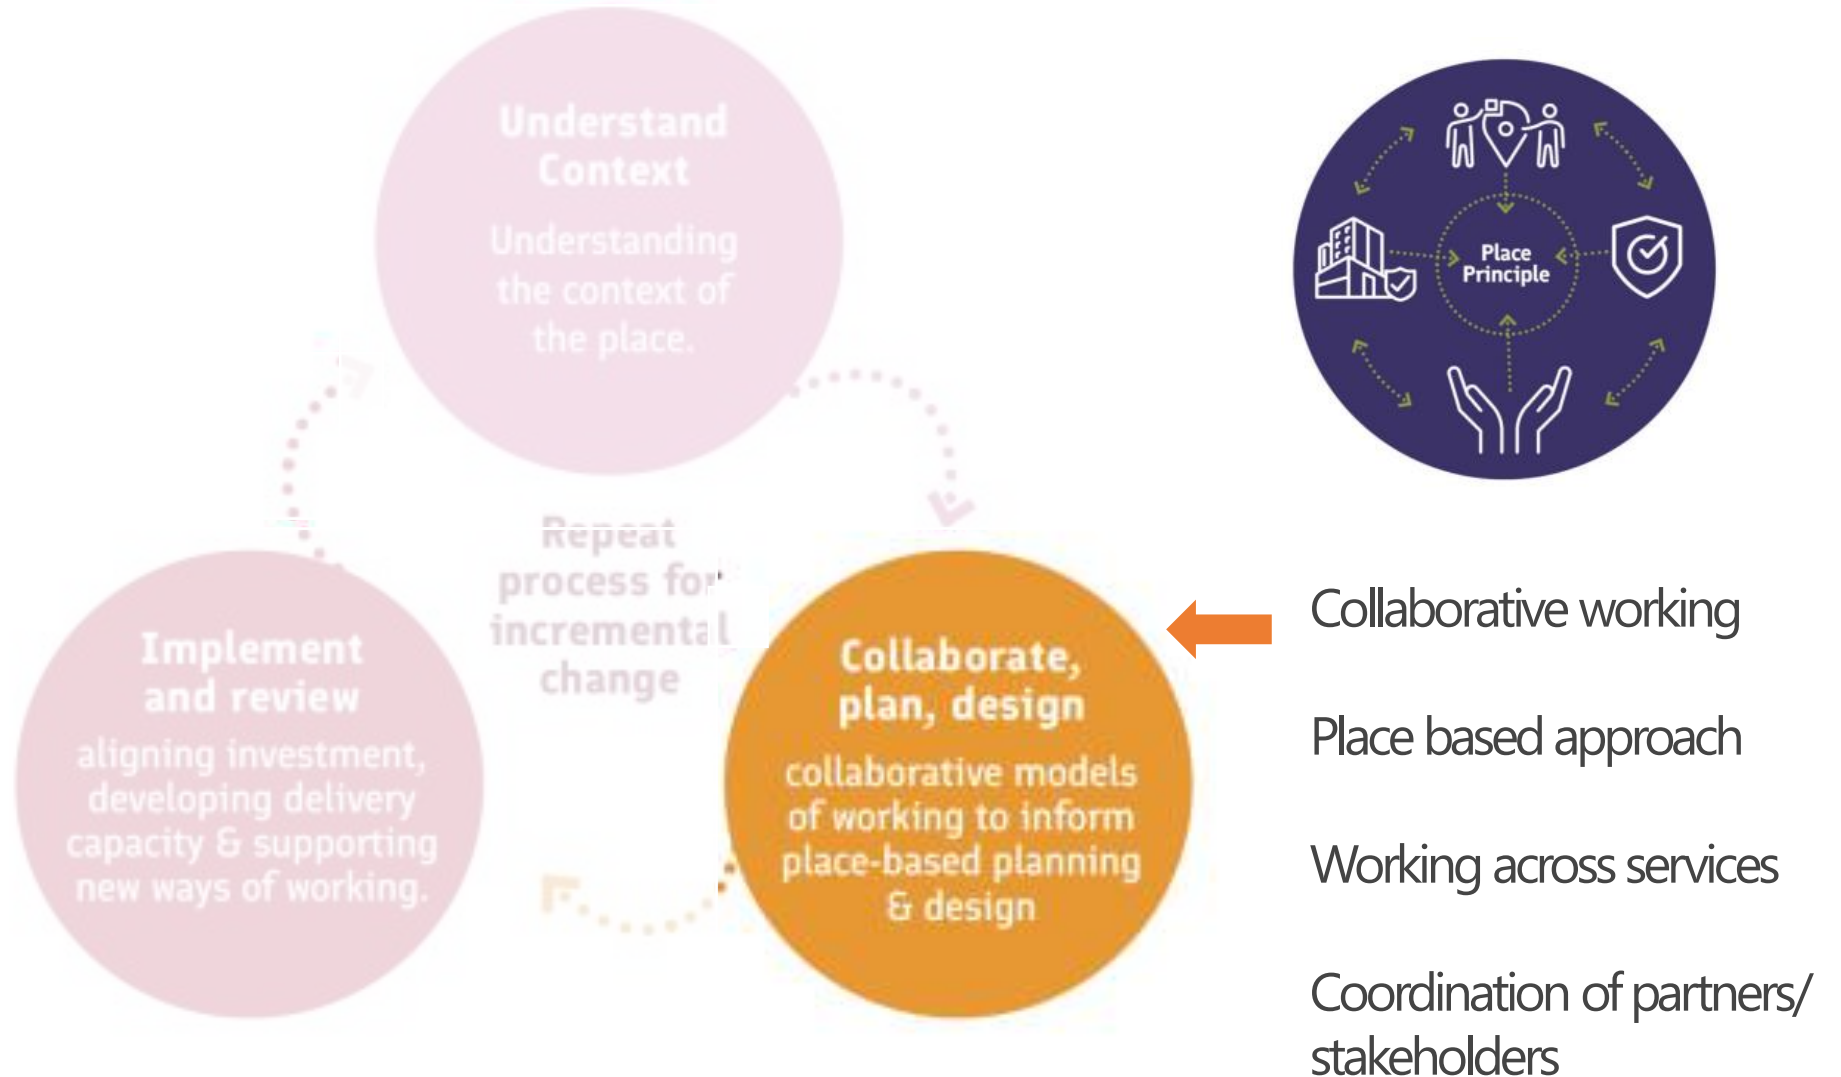 Understand
Context
Understanding
the context of
the place.
Place
Principle
Repeat
process for
incremental
change
Implement
and review
aligning investment,
developing delivery
capacity & supporting
new ways of working.
Collaborate,
plan, design
collaborative models
of working to inform
place-based planning
& design
Collaborative working
Place based approach
Working across services
Coordination of partners/
stakeholders